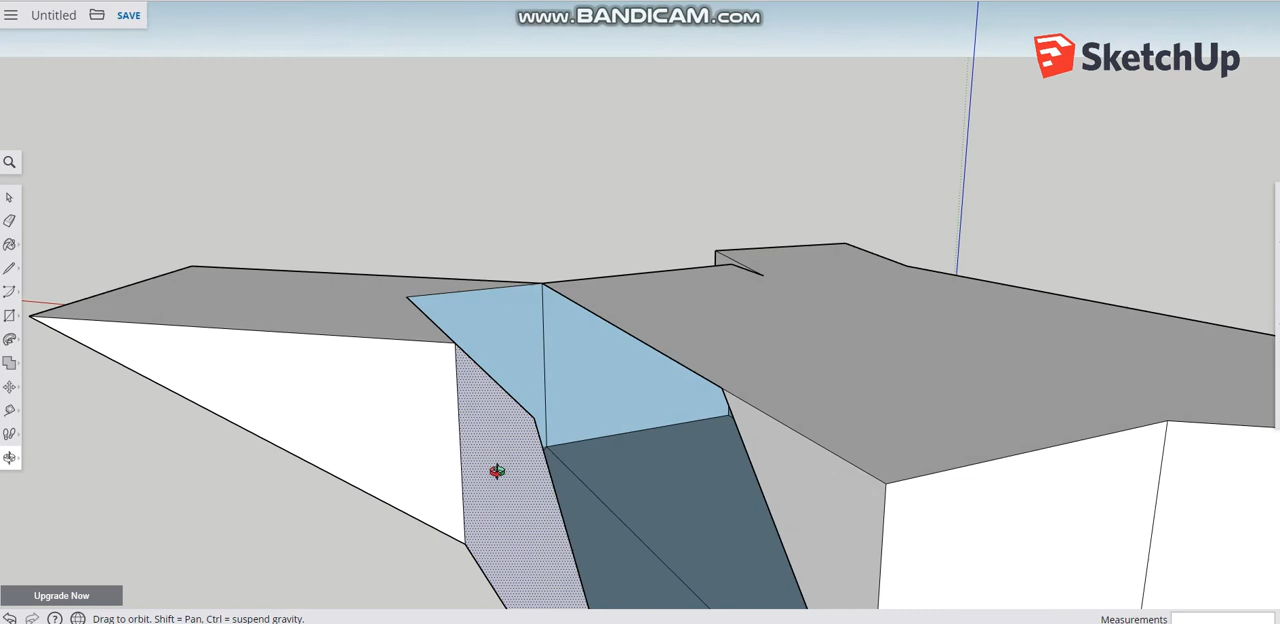 Untitled
SAVE
www.BANDICAM.com
SketchUp
Upgrade Now
Drag to orbit. Shift = Pan, Ctrl = suspend gravity.
Measurements